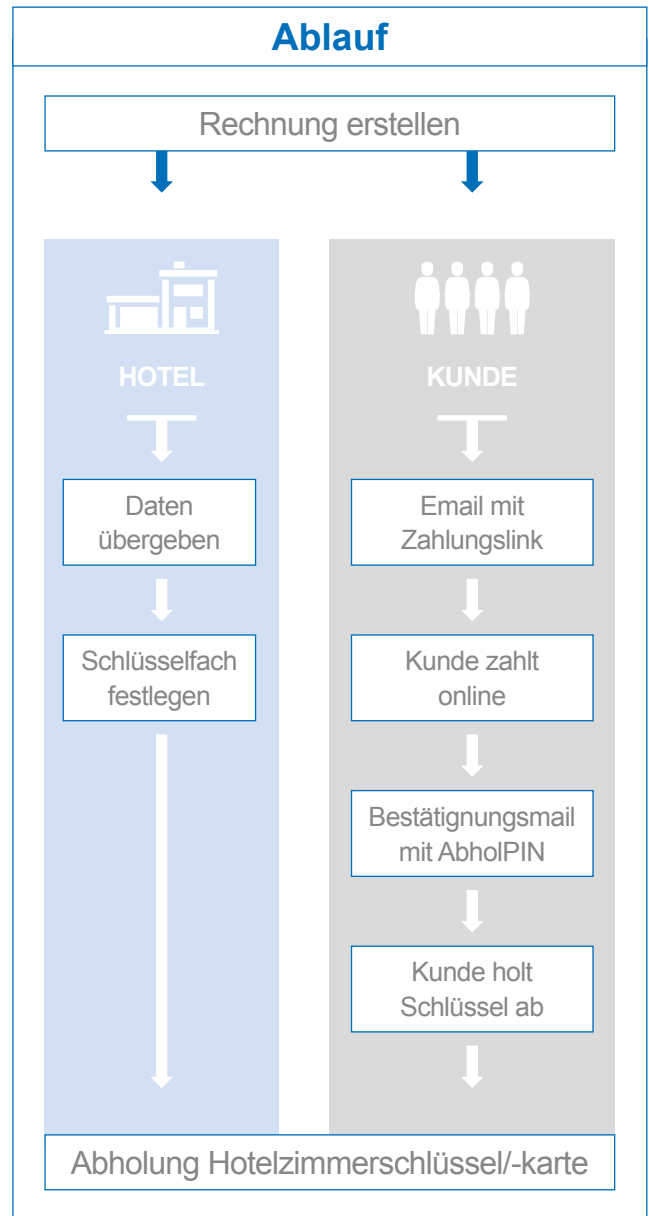 Ablauf
Rechnung erstellen
HOTEL
Daten
übergeben
Schlüsselfach
festlegen
KUNDE
Email mit
Zahlungslink
Kunde zahlt
online
Bestätignungsmail
mit AbholPIN
Kunde holt
Schlüssel ab
Abholung Hotelzimmerschlüssel/-karte